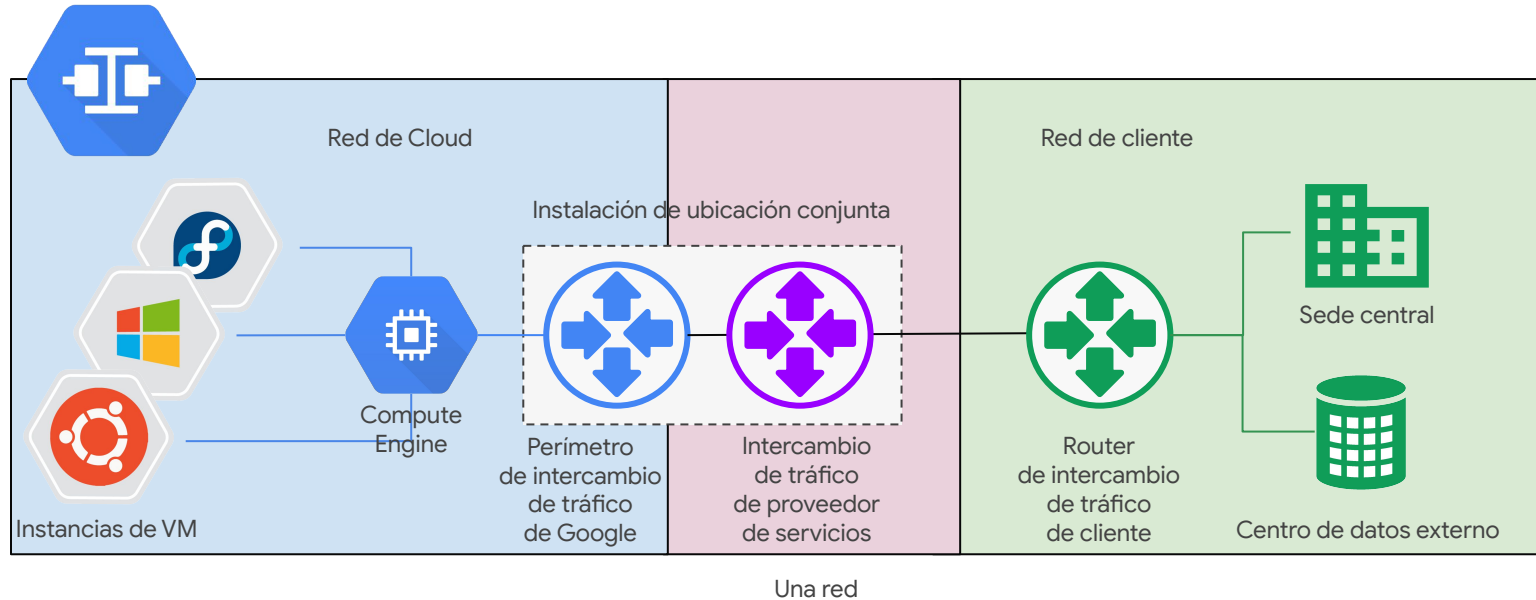 Red de Cloud
Red de cliente
Instalación de ubicación conjunta
Sede central
Compute
Engine
Perímetro
de intercambio
de tráfico
de Google
Intercambio
de tráfico
de proveedor
de servicios
Router
de intercambio
de tráfico
de cliente
Instancias de VM
Centro de datos externo
Una red